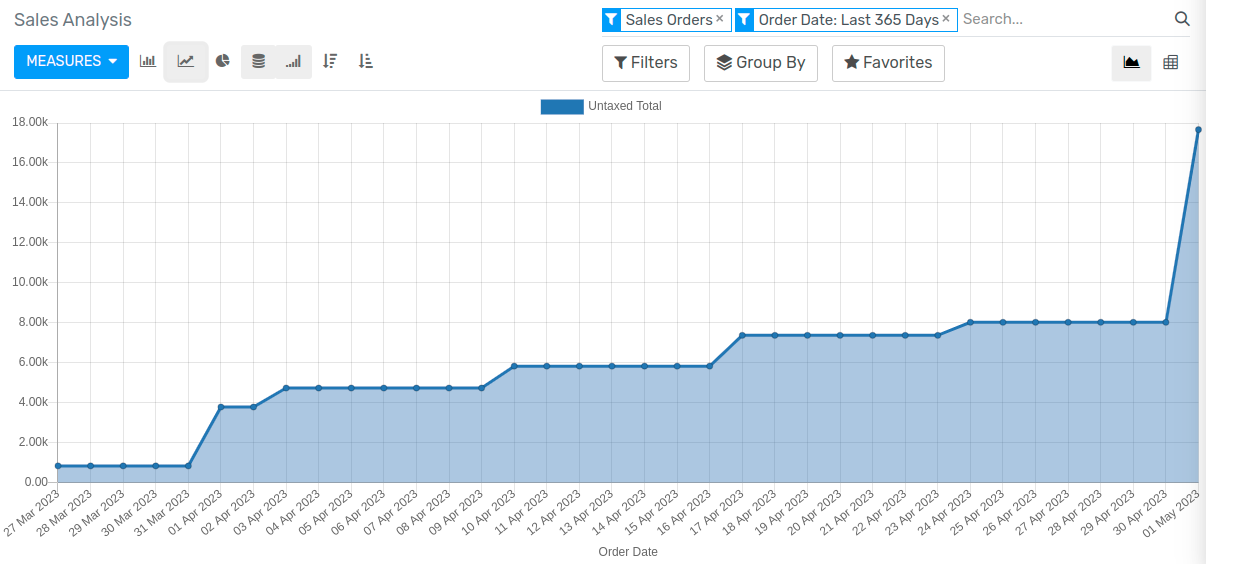 Sales Analysis
Sales Orders × Order Date: Last 365 Days × Search...
MEASURES Filters Group By Favorites
Untaxed Total
18.00k
16.00k
14.00k
12.00k
10.00k
8.00k
6.00k
4.00k
2.00k
0.00
27 Mar 2023
28 Mar 2023
29 Mar 2023
30 Mar 2023
31 Mar 2023
01 Apr 2023
02 Apr 2023
03 Apr 2023
04 Apr 2023
05 Apr 2023
06 Apr 2023
07 Apr 2023
08 Apr 2023
09 Apr 2023
10 Apr 2023
11 Apr 2023
12 Apr 2023
13 Apr 2023
14 Apr 2023
15 Apr 2023
16 Apr 2023
17 Apr 2023
18 Apr 2023
19 Apr 2023
20 Apr 2023
21 Apr 2023
22 Apr 2023
23 Apr 2023
24 Apr 2023
25 Apr 2023
26 Apr 2023
27 Apr 2023
28 Apr 2023
29 Apr 2023
30 Apr 2023
01 May 2023
Order Date